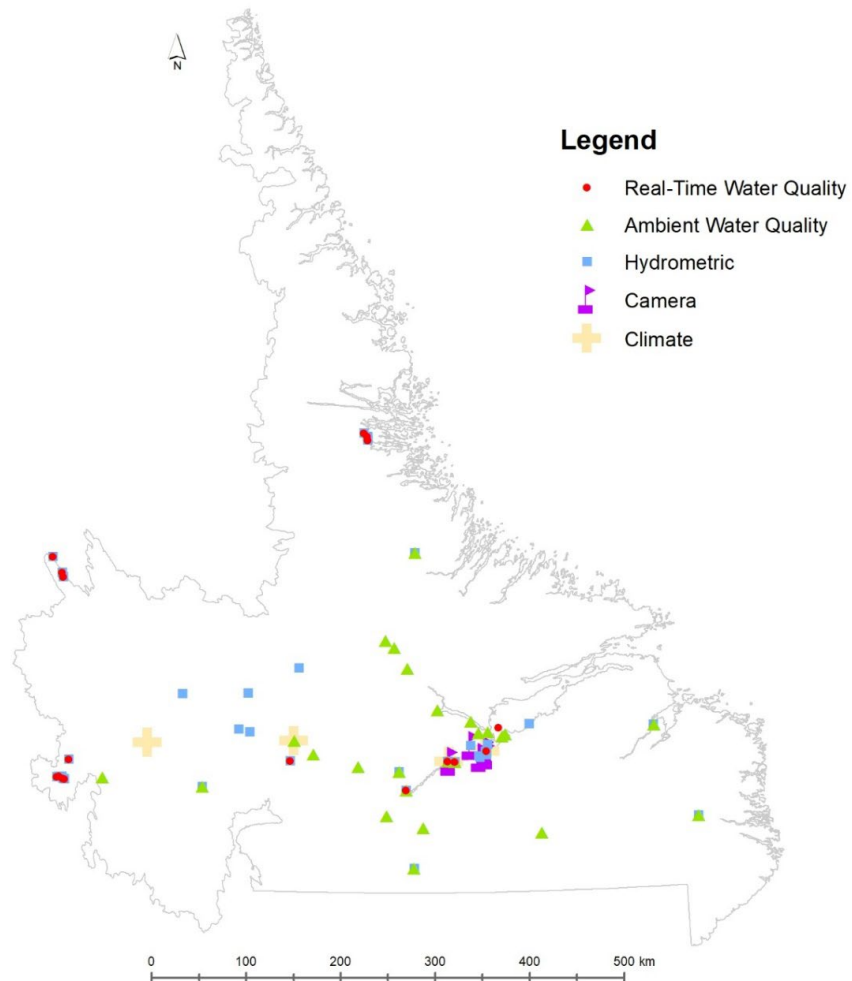 N
Legend
Real-Time Water Quality
Ambient Water Quality
Hydrometric
Camera
Climate
0 100 200 300 400 500 km